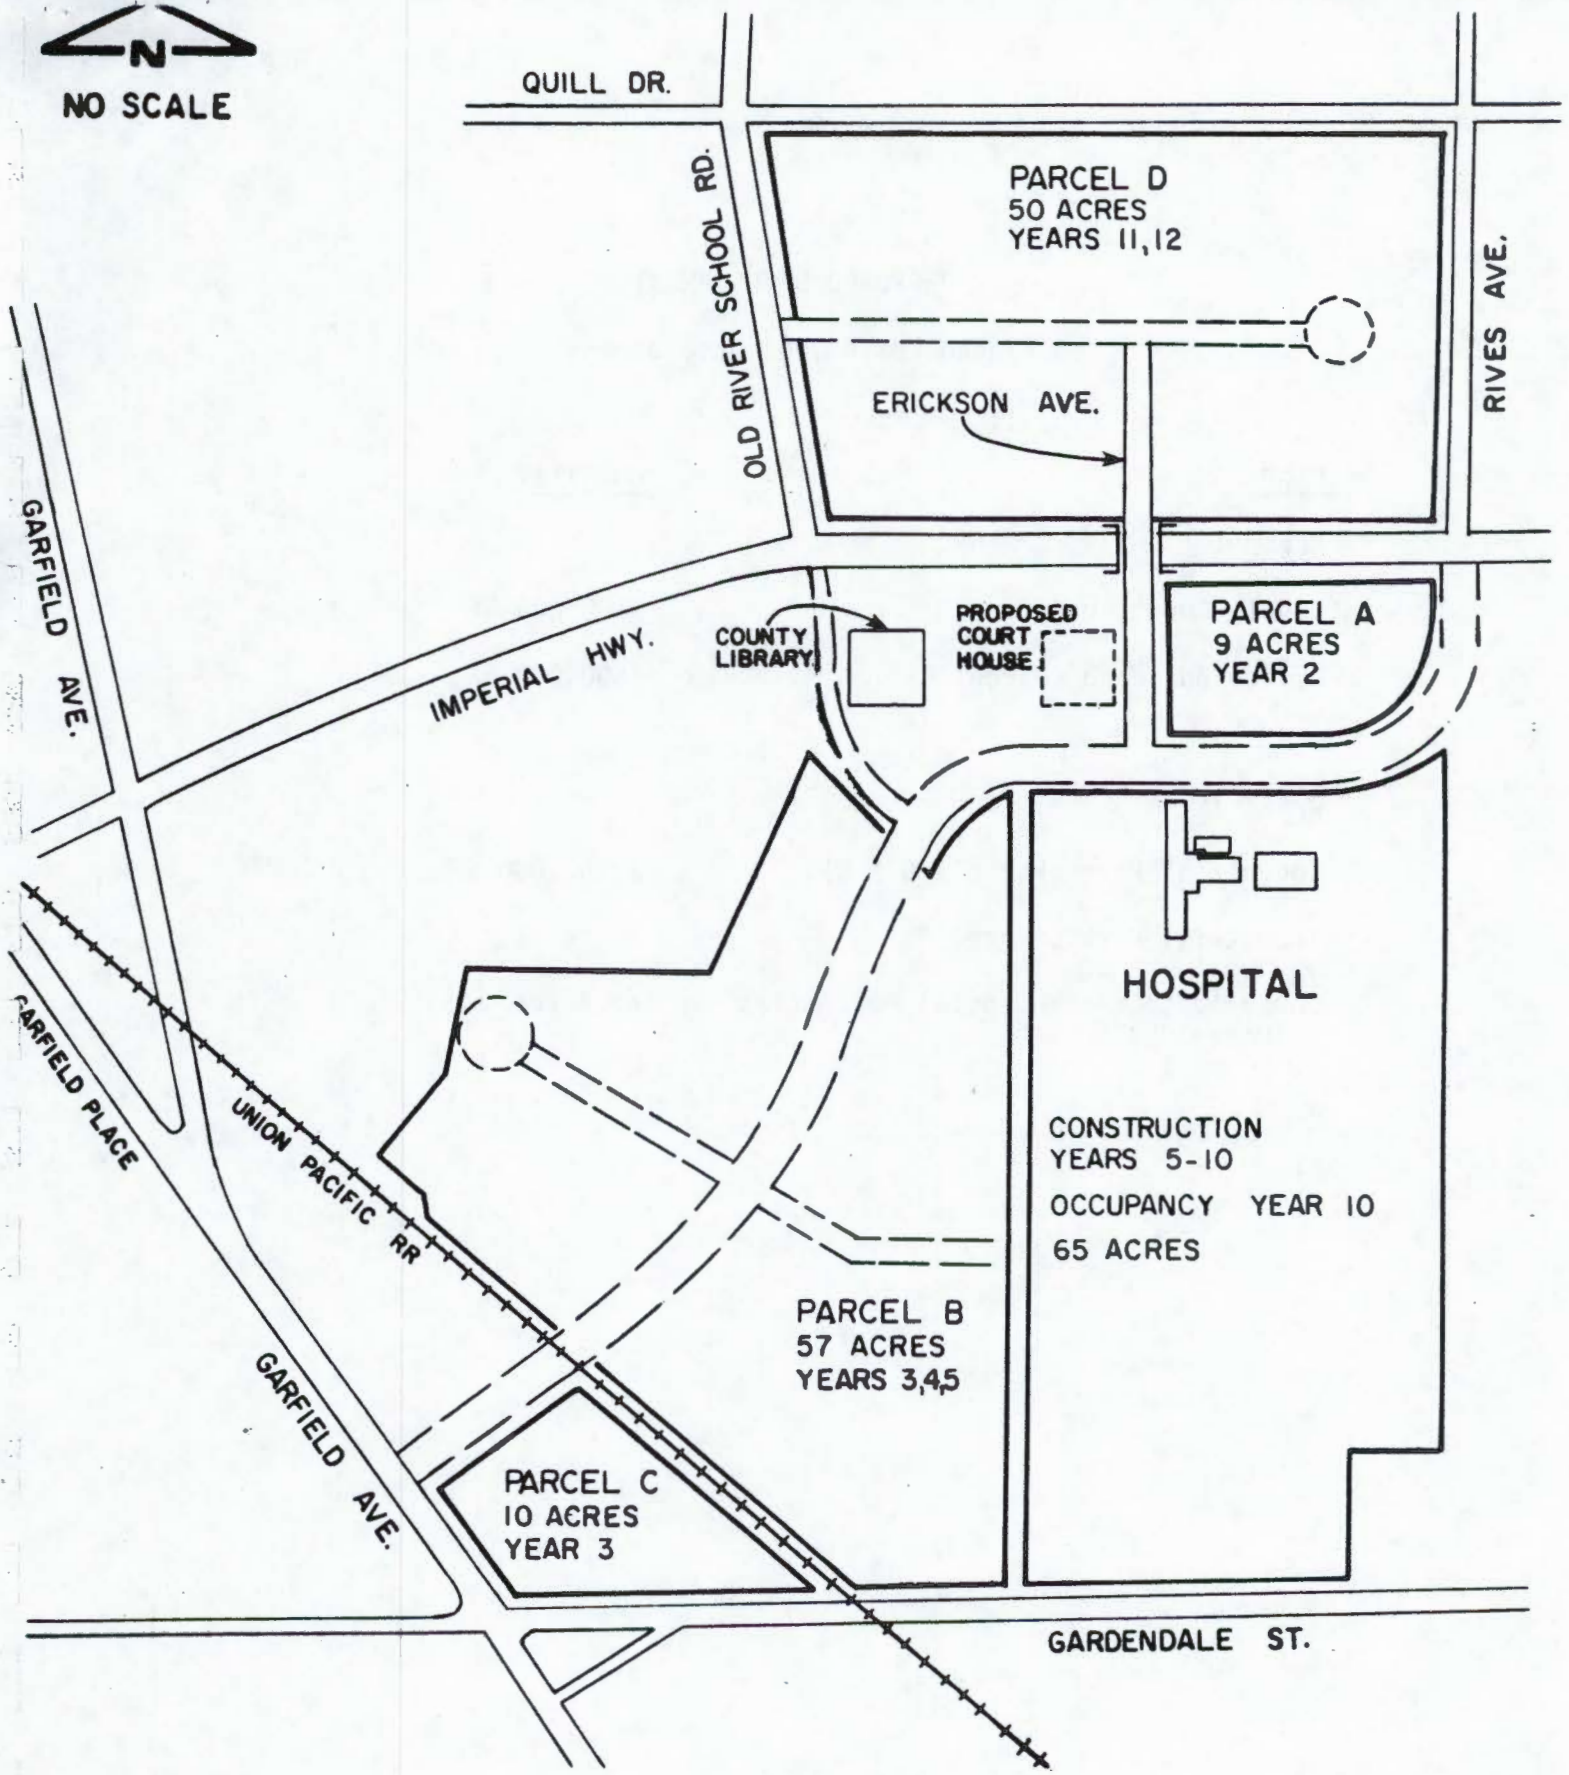 N
NO SCALE
QUILL DR.
OLD RIVER SCHOOL RD.
PARCEL D
50 ACRES
YEARS 11,12
RIVES AVE.
ERICKSON AVE.
GARFIELD AVE.
IMPERIAL HWY.
COUNTY
LIBRARY
PROPOSED
COURT
HOUSE
PARCEL A
9 ACRES
YEAR 2
HOSPITAL
GARFIELD PLACE
UNION PACIFIC RR
CONSTRUCTION
YEARS 5-10
OCCUPANCY YEAR 10
65 ACRES
PARCEL B
57 ACRES
YEARS 3,4,5
GARFIELD AVE.
PARCEL C
10 ACRES
YEAR 3
GARDENDALE ST.